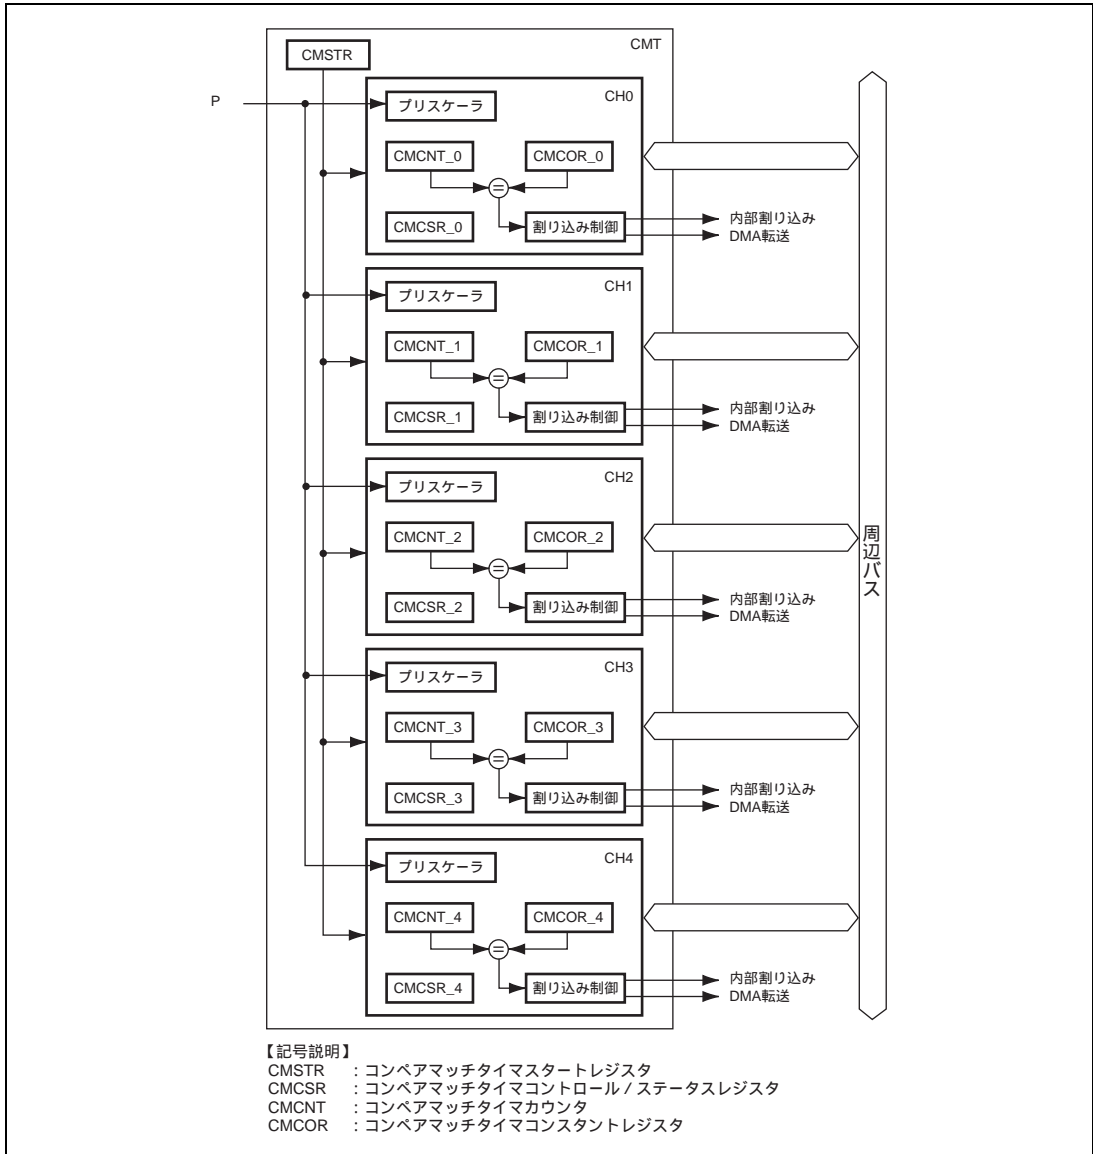 CMT
CMSTR
P
CH0
プリスケーラ
CMCNT_0
CMCOR_0
=
CMCSR_0
割り込み制御
内部割り込み
DMA転送
CH1
プリスケーラ
CMCNT_1
CMCOR_1
=
CMCSR_1
割り込み制御
内部割り込み
DMA転送
CH2
プリスケーラ
CMCNT_2
CMCOR_2
=
CMCSR_2
割り込み制御
内部割り込み
DMA転送
CH3
プリスケーラ
CMCNT_3
CMCOR_3
=
CMCSR_3
割り込み制御
内部割り込み
DMA転送
CH4
プリスケーラ
CMCNT_4
CMCOR_4
=
CMCSR_4
割り込み制御
内部割り込み
DMA転送
周辺バス
【記号説明】
CMSTR : コンペアマッチタイマスタートレジスタ
CMCSR : コンペアマッチタイマコントロール / ステータスレジスタ
CMCNT : コンペアマッチタイマカウンタ
CMCOR : コンペアマッチタイマコンスタントレジスタ